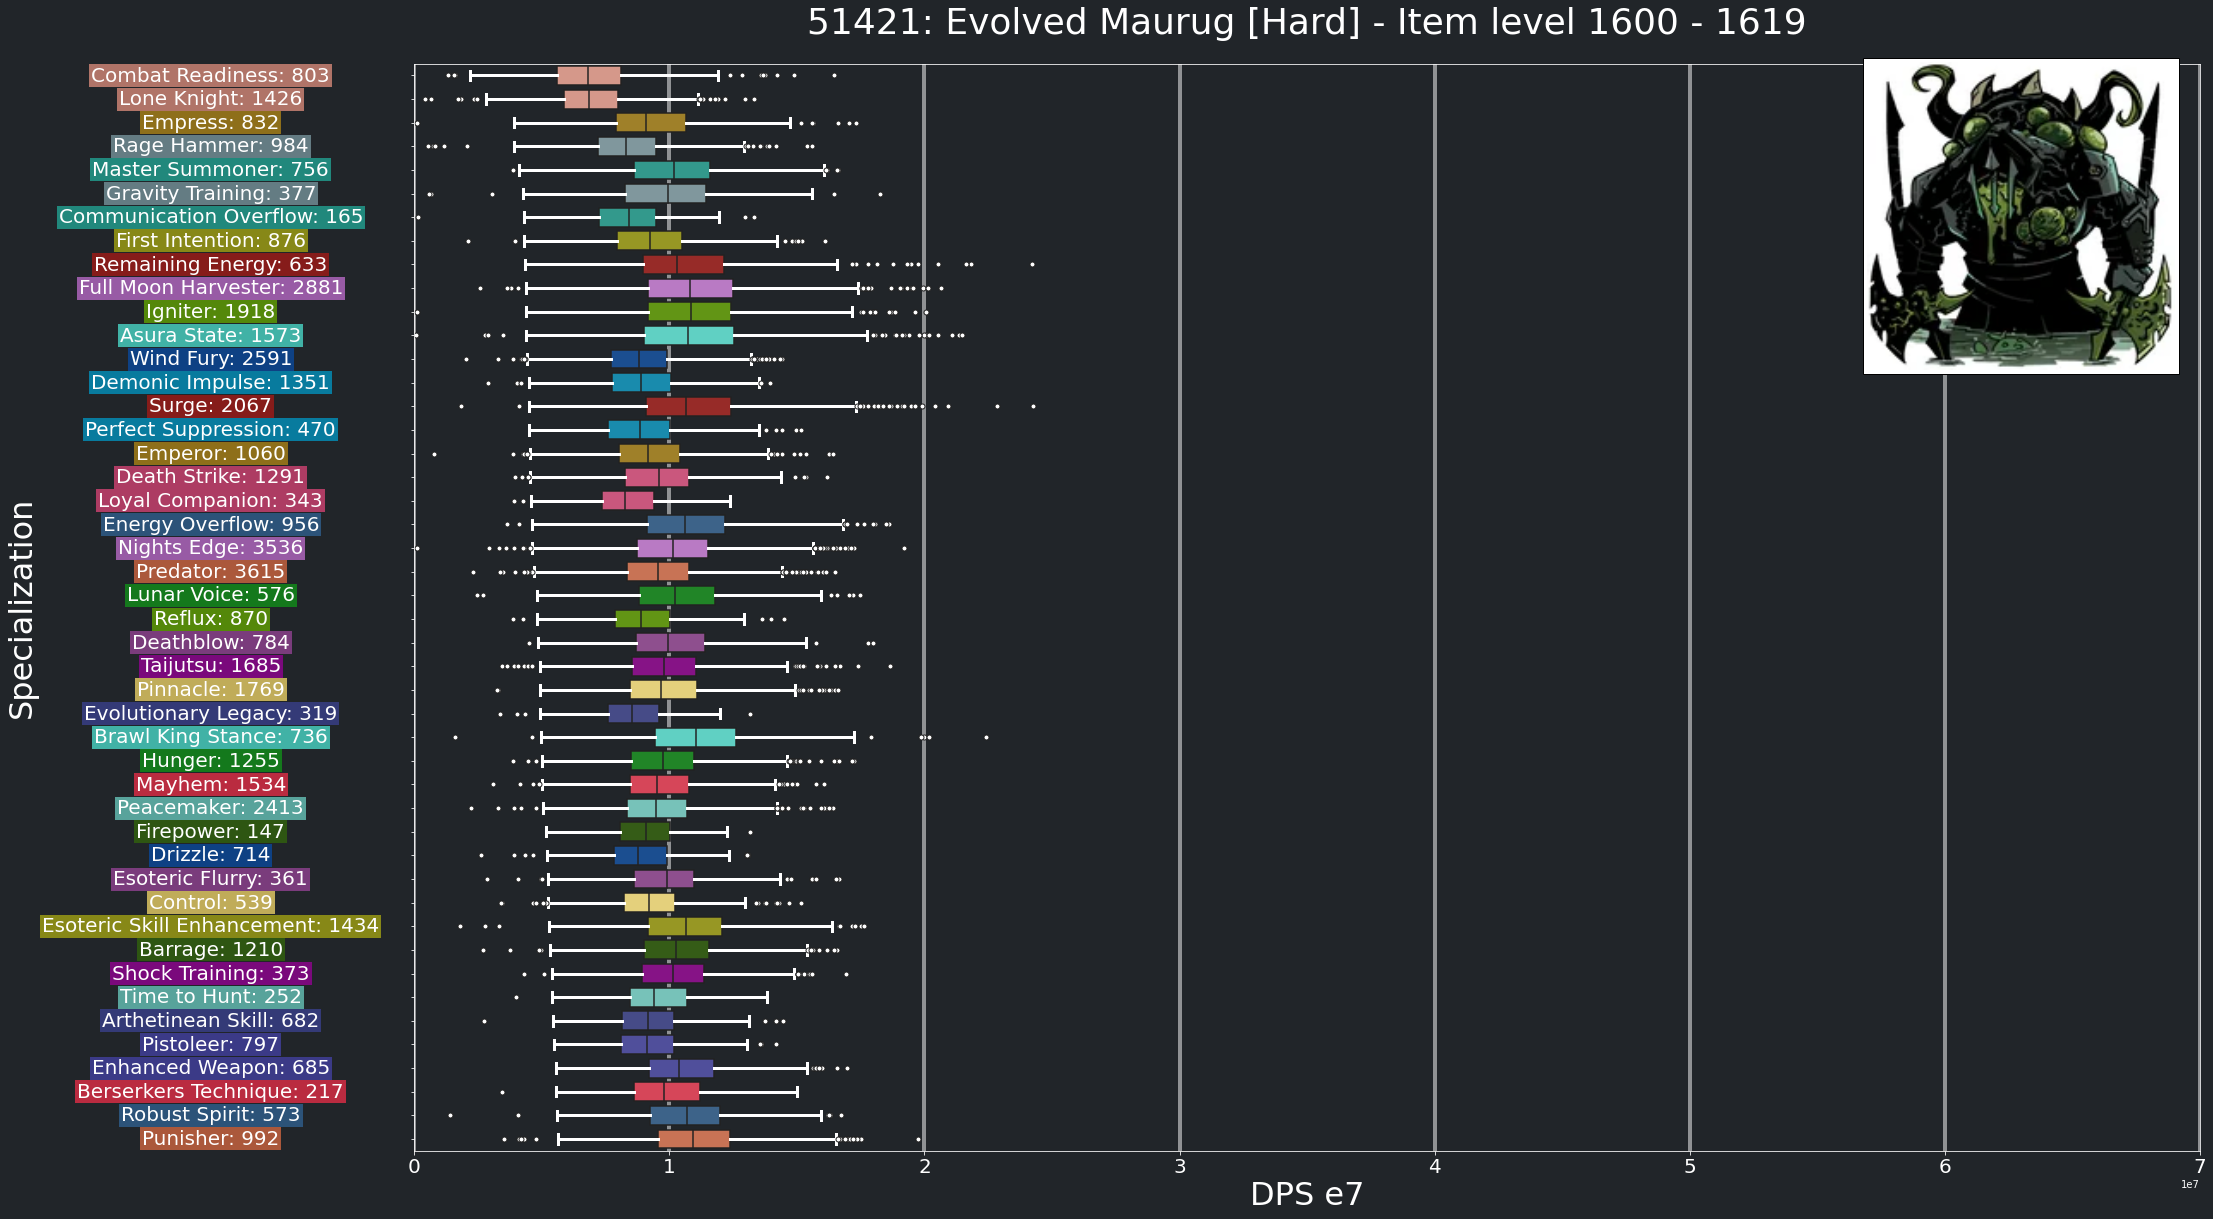 51421: Evolved Maurug [Hard] - Item level 1600 - 1619
Specialization
Combat Readiness: 803
Lone Knight: 1426
Empress: 832
Rage Hammer: 984
Master Summoner: 756
Gravity Training: 377
Communication Overflow: 165
First Intention: 876
Remaining Energy: 633
Full Moon Harvester: 2881
Igniter: 1918
Asura State: 1573
Wind Fury: 2591
Demonic Impulse: 1351
Surge: 2067
Perfect Suppression: 470
Emperor: 1060
Death Strike: 1291
Loyal Companion: 343
Energy Overflow: 956
Nights Edge: 3536
Predator: 3615
Lunar Voice: 576
Reflux: 870
Deathblow: 784
Taijutsu: 1685
Pinnacle: 1769
Evolutionary Legacy: 319
Brawl King Stance: 736
Hunger: 1255
Mayhem: 1534
Peacemaker: 2413
Firepower: 147
Drizzle: 714
Esoteric Flurry: 361
Control: 539
Esoteric Skill Enhancement: 1434
Barrage: 1210
Shock Training: 373
Time to Hunt: 252
Arthetinean Skill: 682
Pistoleer: 797
Enhanced Weapon: 685
Berserkers Technique: 217
Robust Spirit: 573
Punisher: 992
0 1 2 3 4 5 6 7
1e7
DPS e7